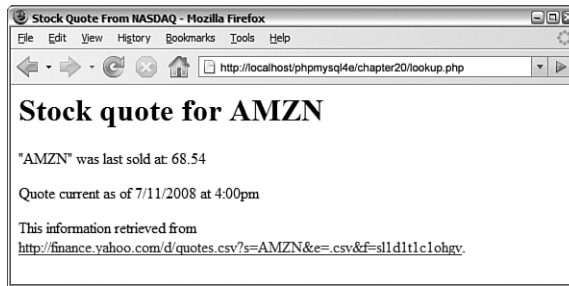 Stock Quote From NASDAQ - Mozilla Firefox
File Edit View History Bookmarks Tools Help
http://localhost/phpmysql4e/chapter20/lookup.php
Stock quote for AMZN
"AMZN" was last sold at: 68.54
Quote current as of 7/11/2008 at 4:00pm
This information retrieved from
http://finance.yahoo.com/d/quotes.csv?s=AMZN&e=.csv&f=sl1d1t1c1ohgv.